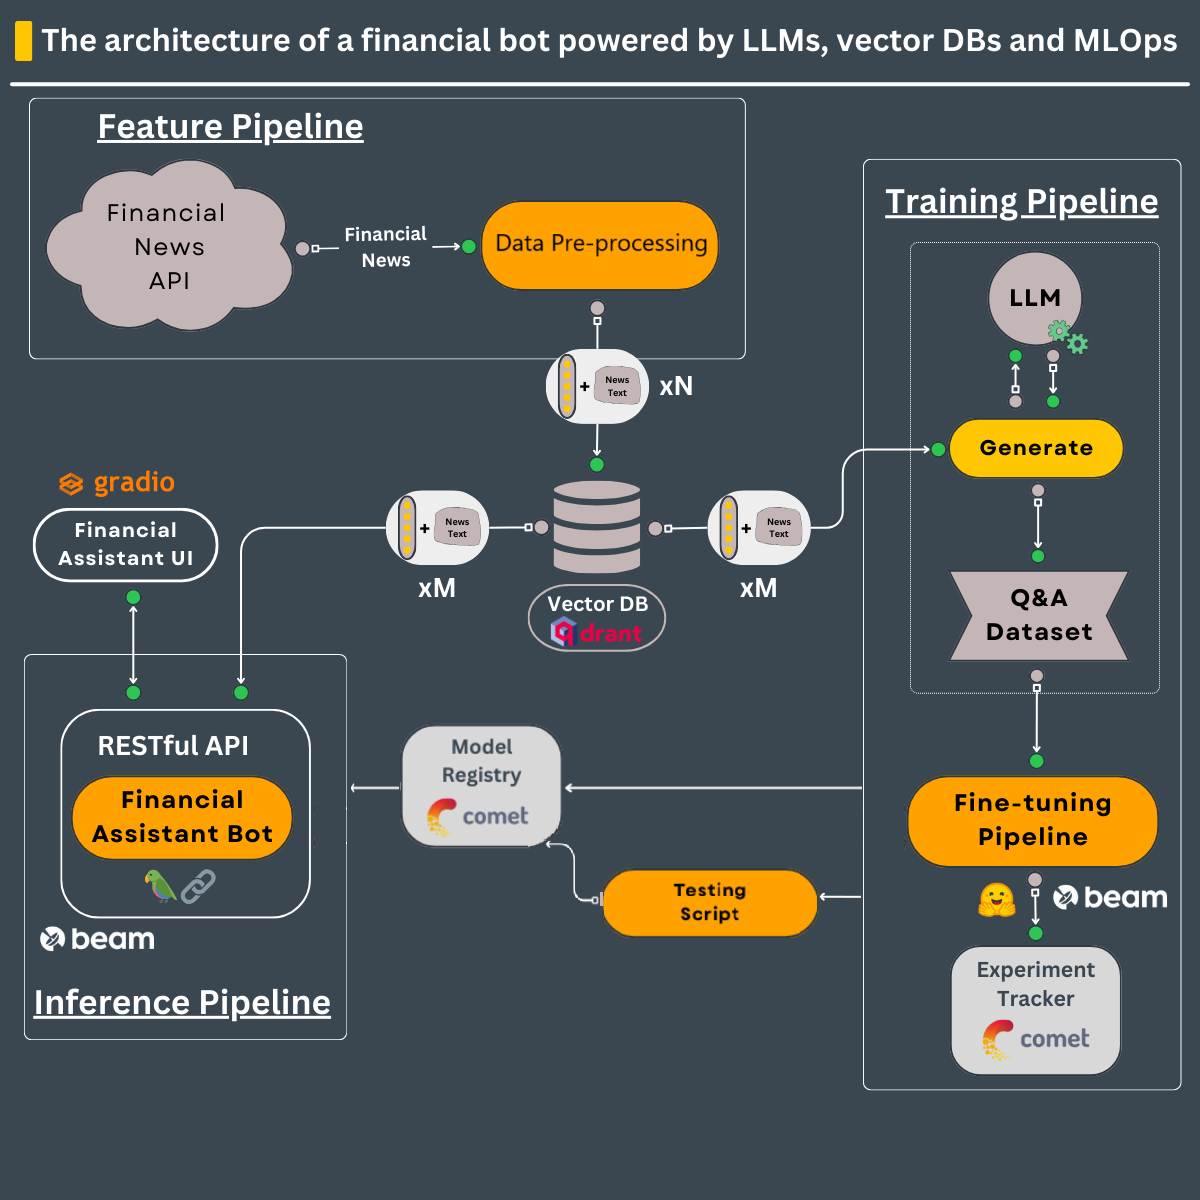 The architecture of a financial bot powered by LLMs, vector DBs and MLOps
Feature Pipeline
Financial
News
API
Financial
News
Data Pre-processing
+
News
Text
xN
Training Pipeline
LLM
Generate
Q&A
Dataset
Fine-tuning
Pipeline
beam
Experiment
Tracker
comet
gradio
Financial
Assistant UI
+
News
Text
xM
Vector DB
qdrant
+
News
Text
xM
RESTful API
Financial
Assistant Bot
beam
Inference Pipeline
Model
Registry
comet
Testing
Script